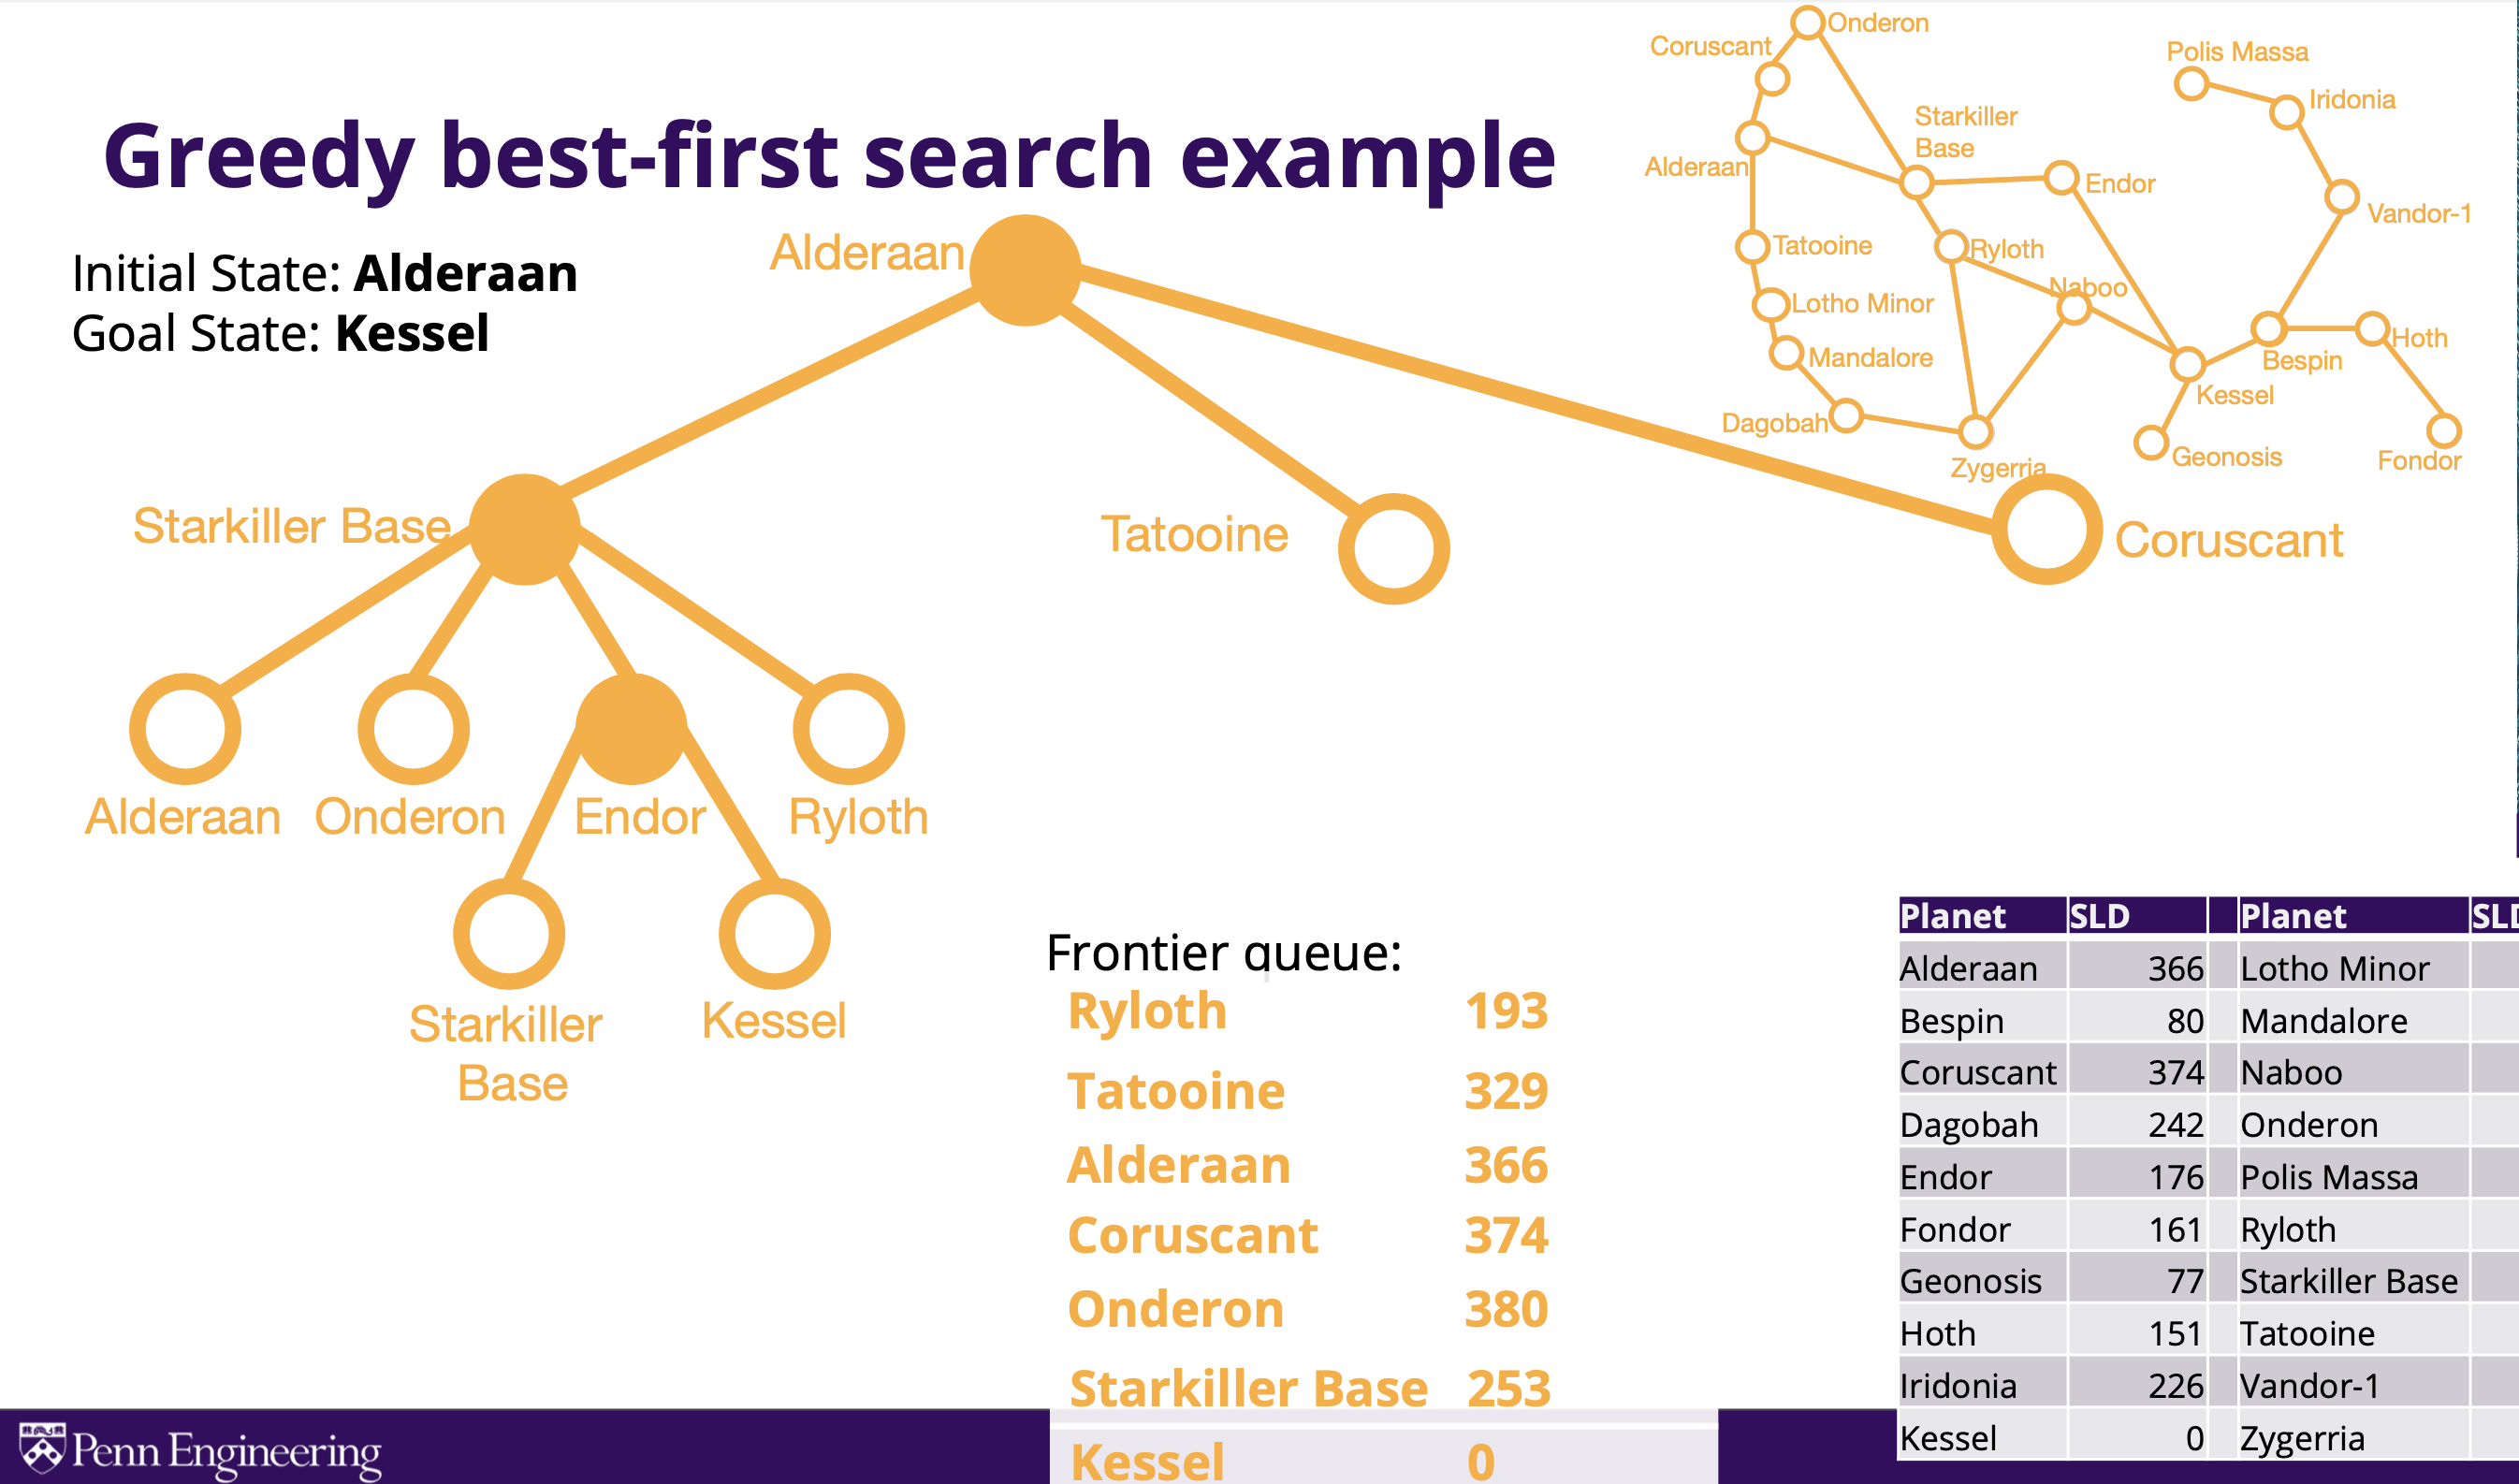 Greedy best-first search example
Initial State: Alderaan
Goal State: Kessel
Onderon
Coruscant
Polis Massa
Iridonia
Starkiller
Base
Alderaan
Endor
Vandor-1
Tatooine
Ryloth
Naboo
Lotho Minor
Mandalore
Hoth
Bespin
Kessel
Dagobah
Zygerria
Geonosis
Fondor
Alderaan
Starkiller Base
Tatooine
Coruscant
Alderaan
Onderon
Endor
Ryloth
Starkiller
Base
Kessel
Frontier queue:
Ryloth 193
Tatooine 329
Alderaan 366
Coruscant 374
Onderon 380
Starkiller Base 253
Kessel 0
Planet SLD Planet
Alderaan 366 Lotho Minor
Bespin 80 Mandalore
Coruscant 374 Naboo
Dagobah 242 Onderon
Endor 176 Polis Massa
Fondor 161 Ryloth
Geonosis 77 Starkiller Base
Hoth 151 Tatooine
Iridonia 226 Vandor-1
Kessel 0 Zygerria
Penn Engineering